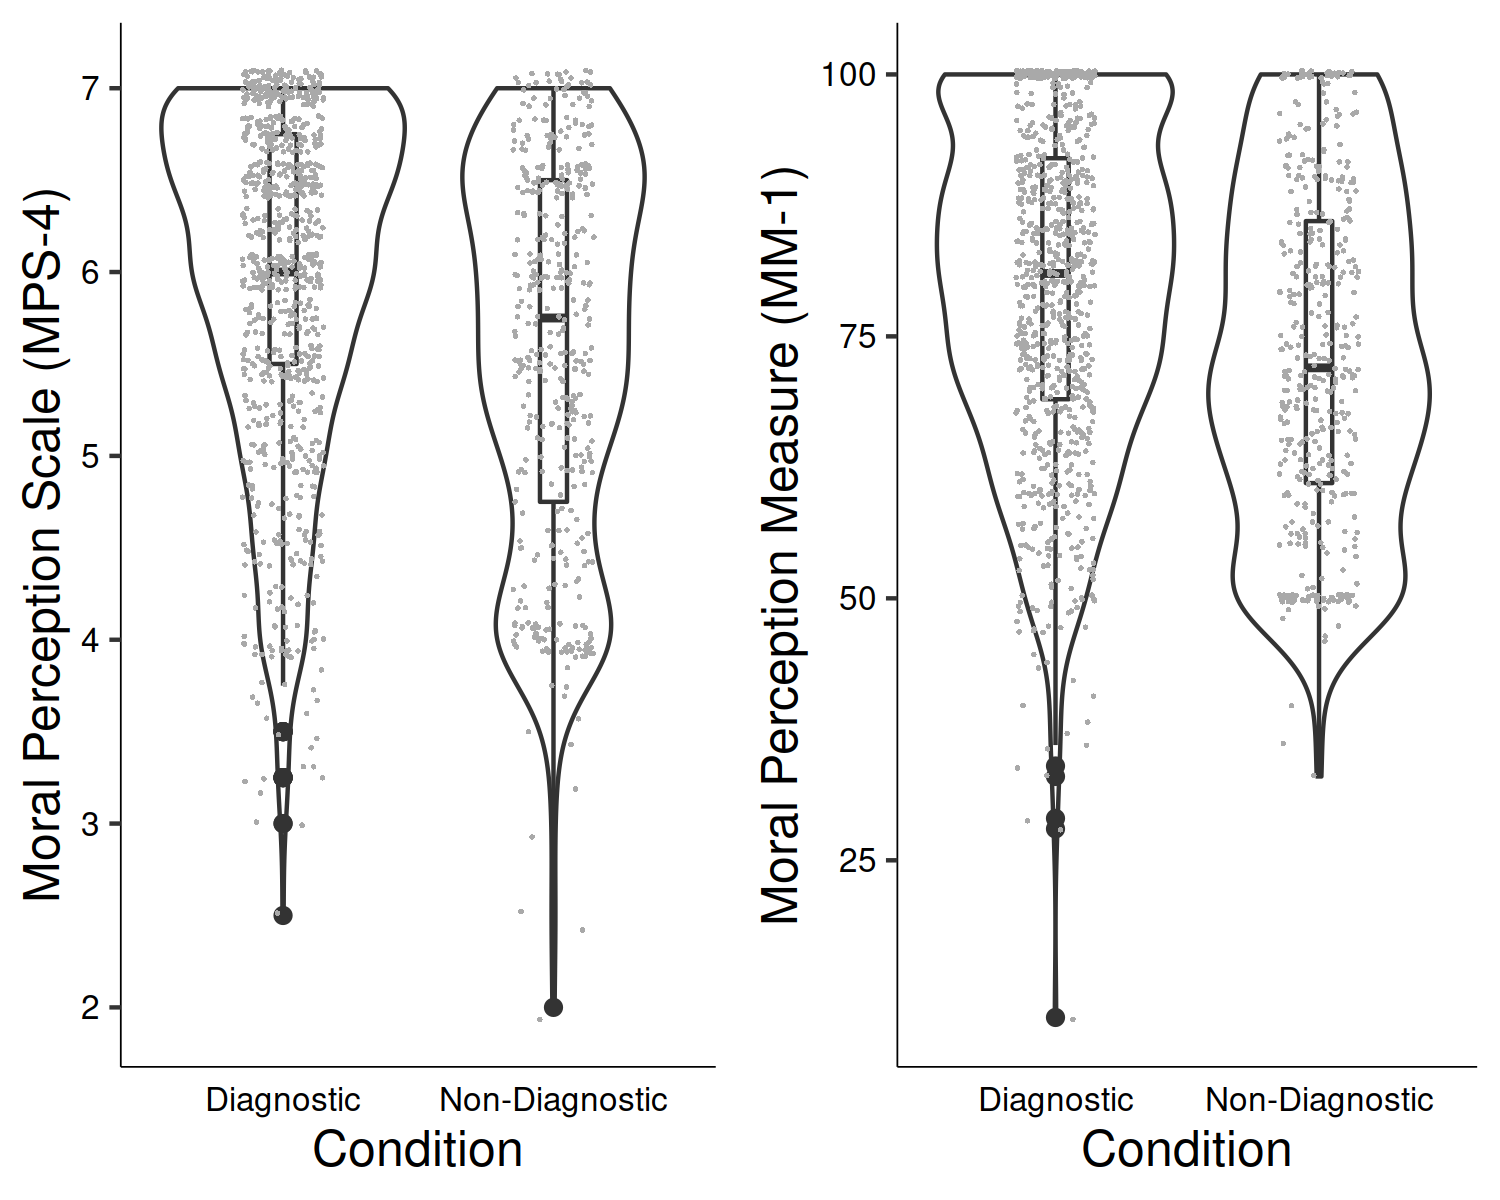 Moral Perception Scale (MPS-4)
7
6
5
4
3
2
Diagnostic Non-Diagnostic
Condition
Moral Perception Measure (MM-1)
100
75
50
25
Diagnostic Non-Diagnostic
Condition